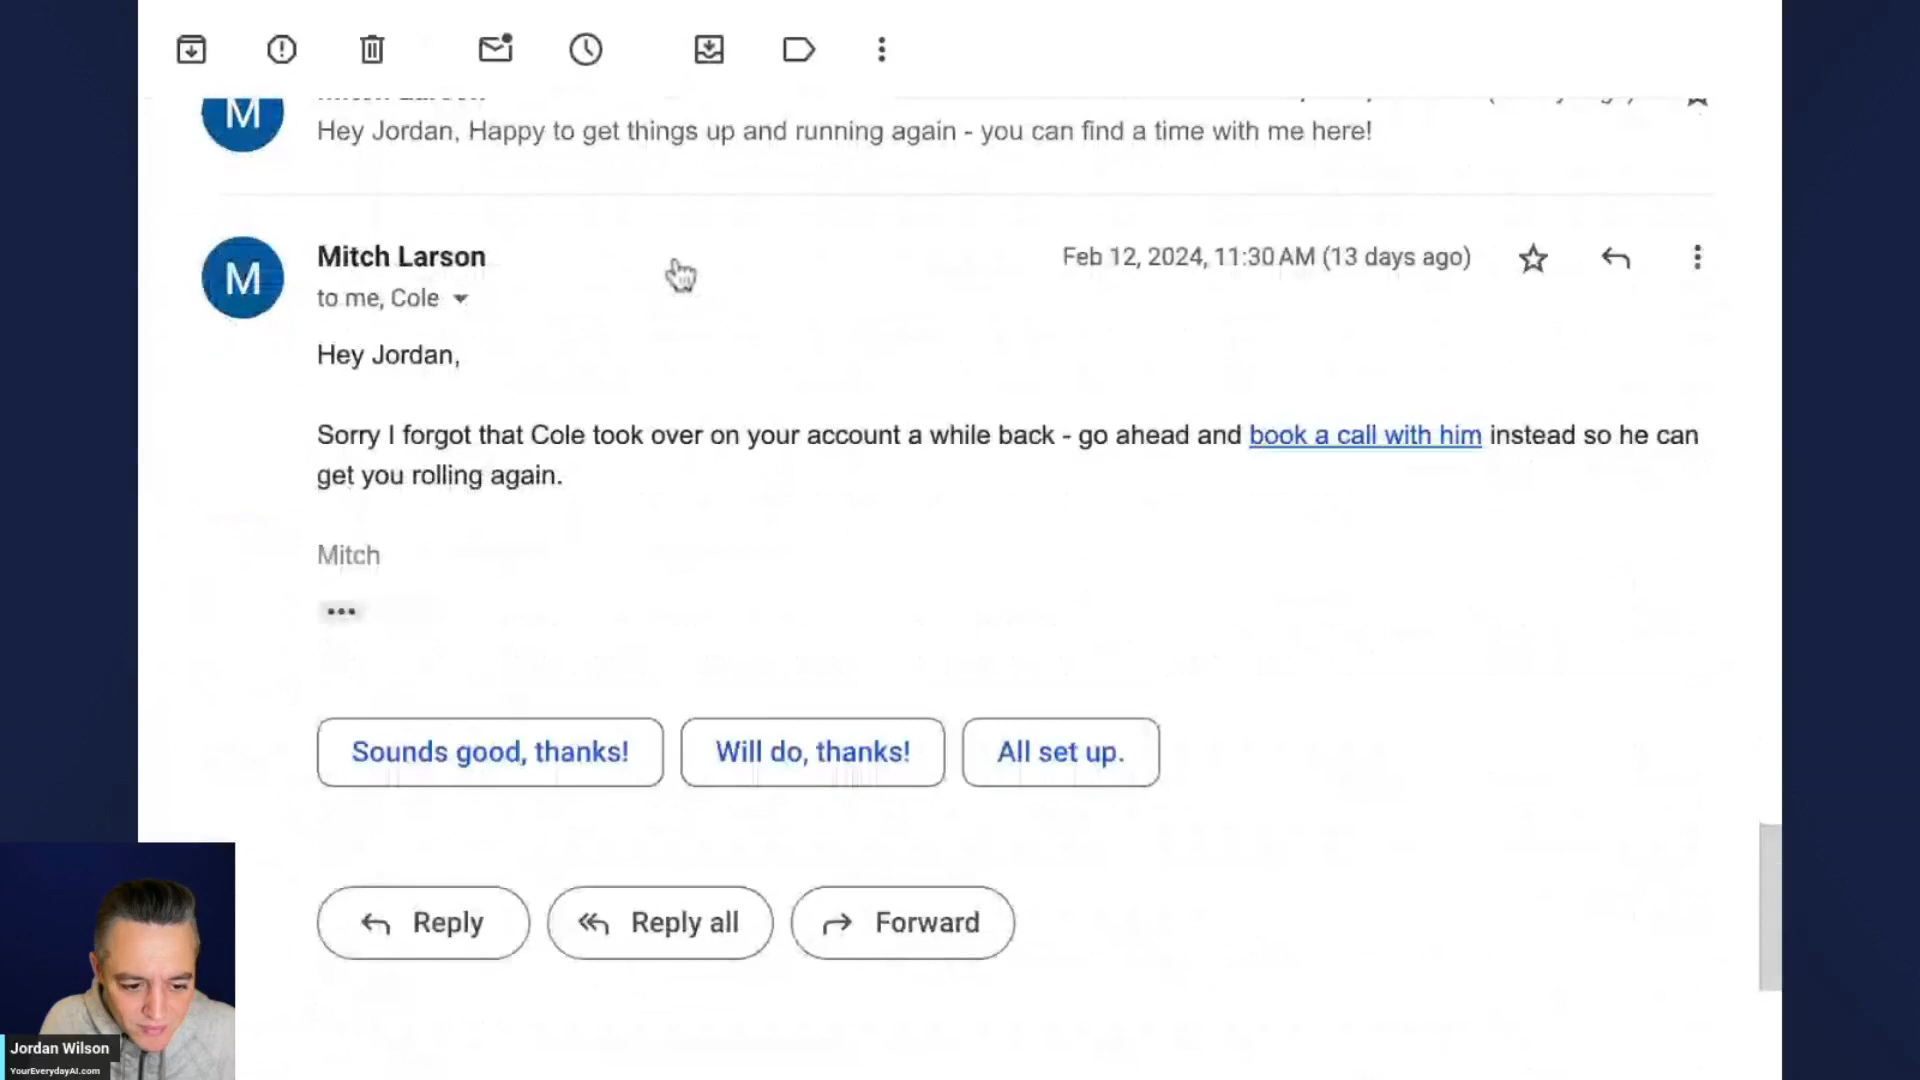 M
Hey Jordan, Happy to get things up and running again - you can find a time with me here!
M
Mitch Larson
Feb 12, 2024, 11:30 AM (13 days ago)
to me, Cole
Hey Jordan,
Sorry I forgot that Cole took over on your account a while back - go ahead and book a call with him instead so he can
get you rolling again.
Mitch
Sounds good, thanks!
Will do, thanks!
All set up.
Reply
Reply all
Forward
Jordan Wilson
YourEverydayAI.com